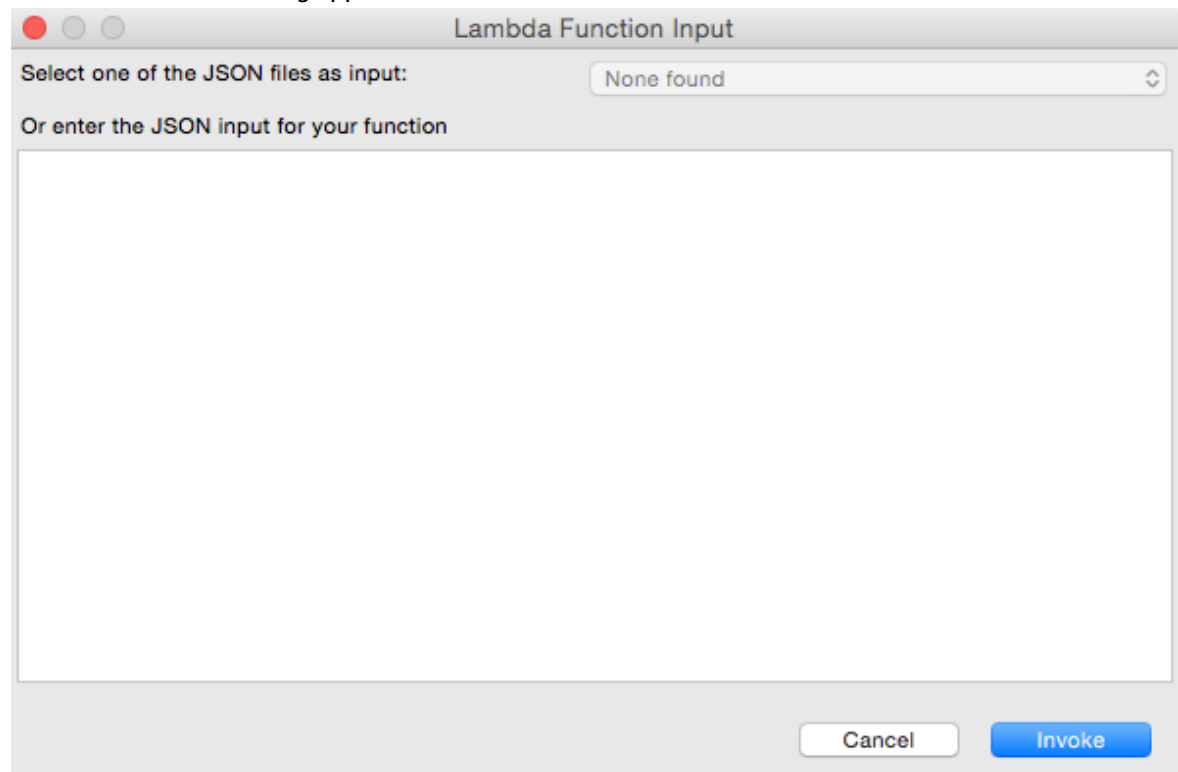 Lambda Function Input
Select one of the JSON files as input: None found
Or enter the JSON input for your function
Cancel Invoke